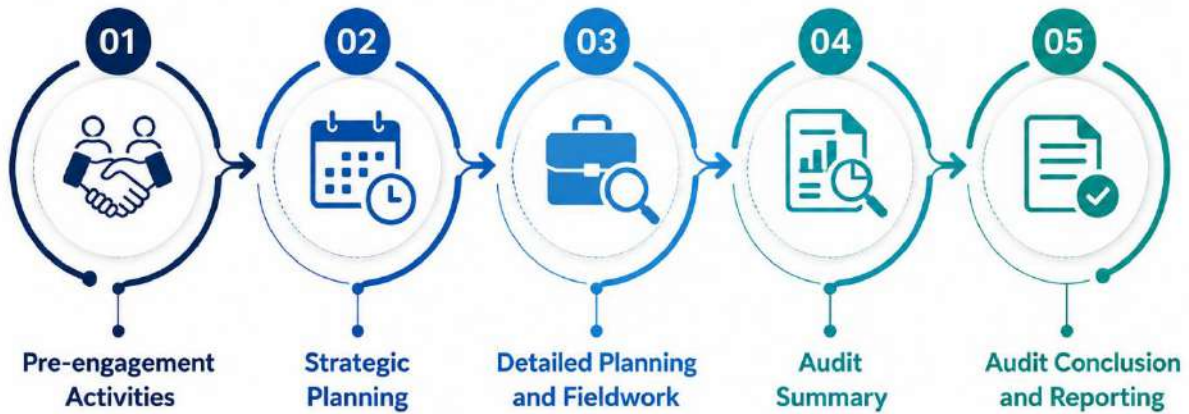 01
02
03
04
05
Pre-engagement
Activities
Strategic
Planning
Detailed Planning
and Fieldwork
Audit
Summary
Audit Conclusion
and Reporting